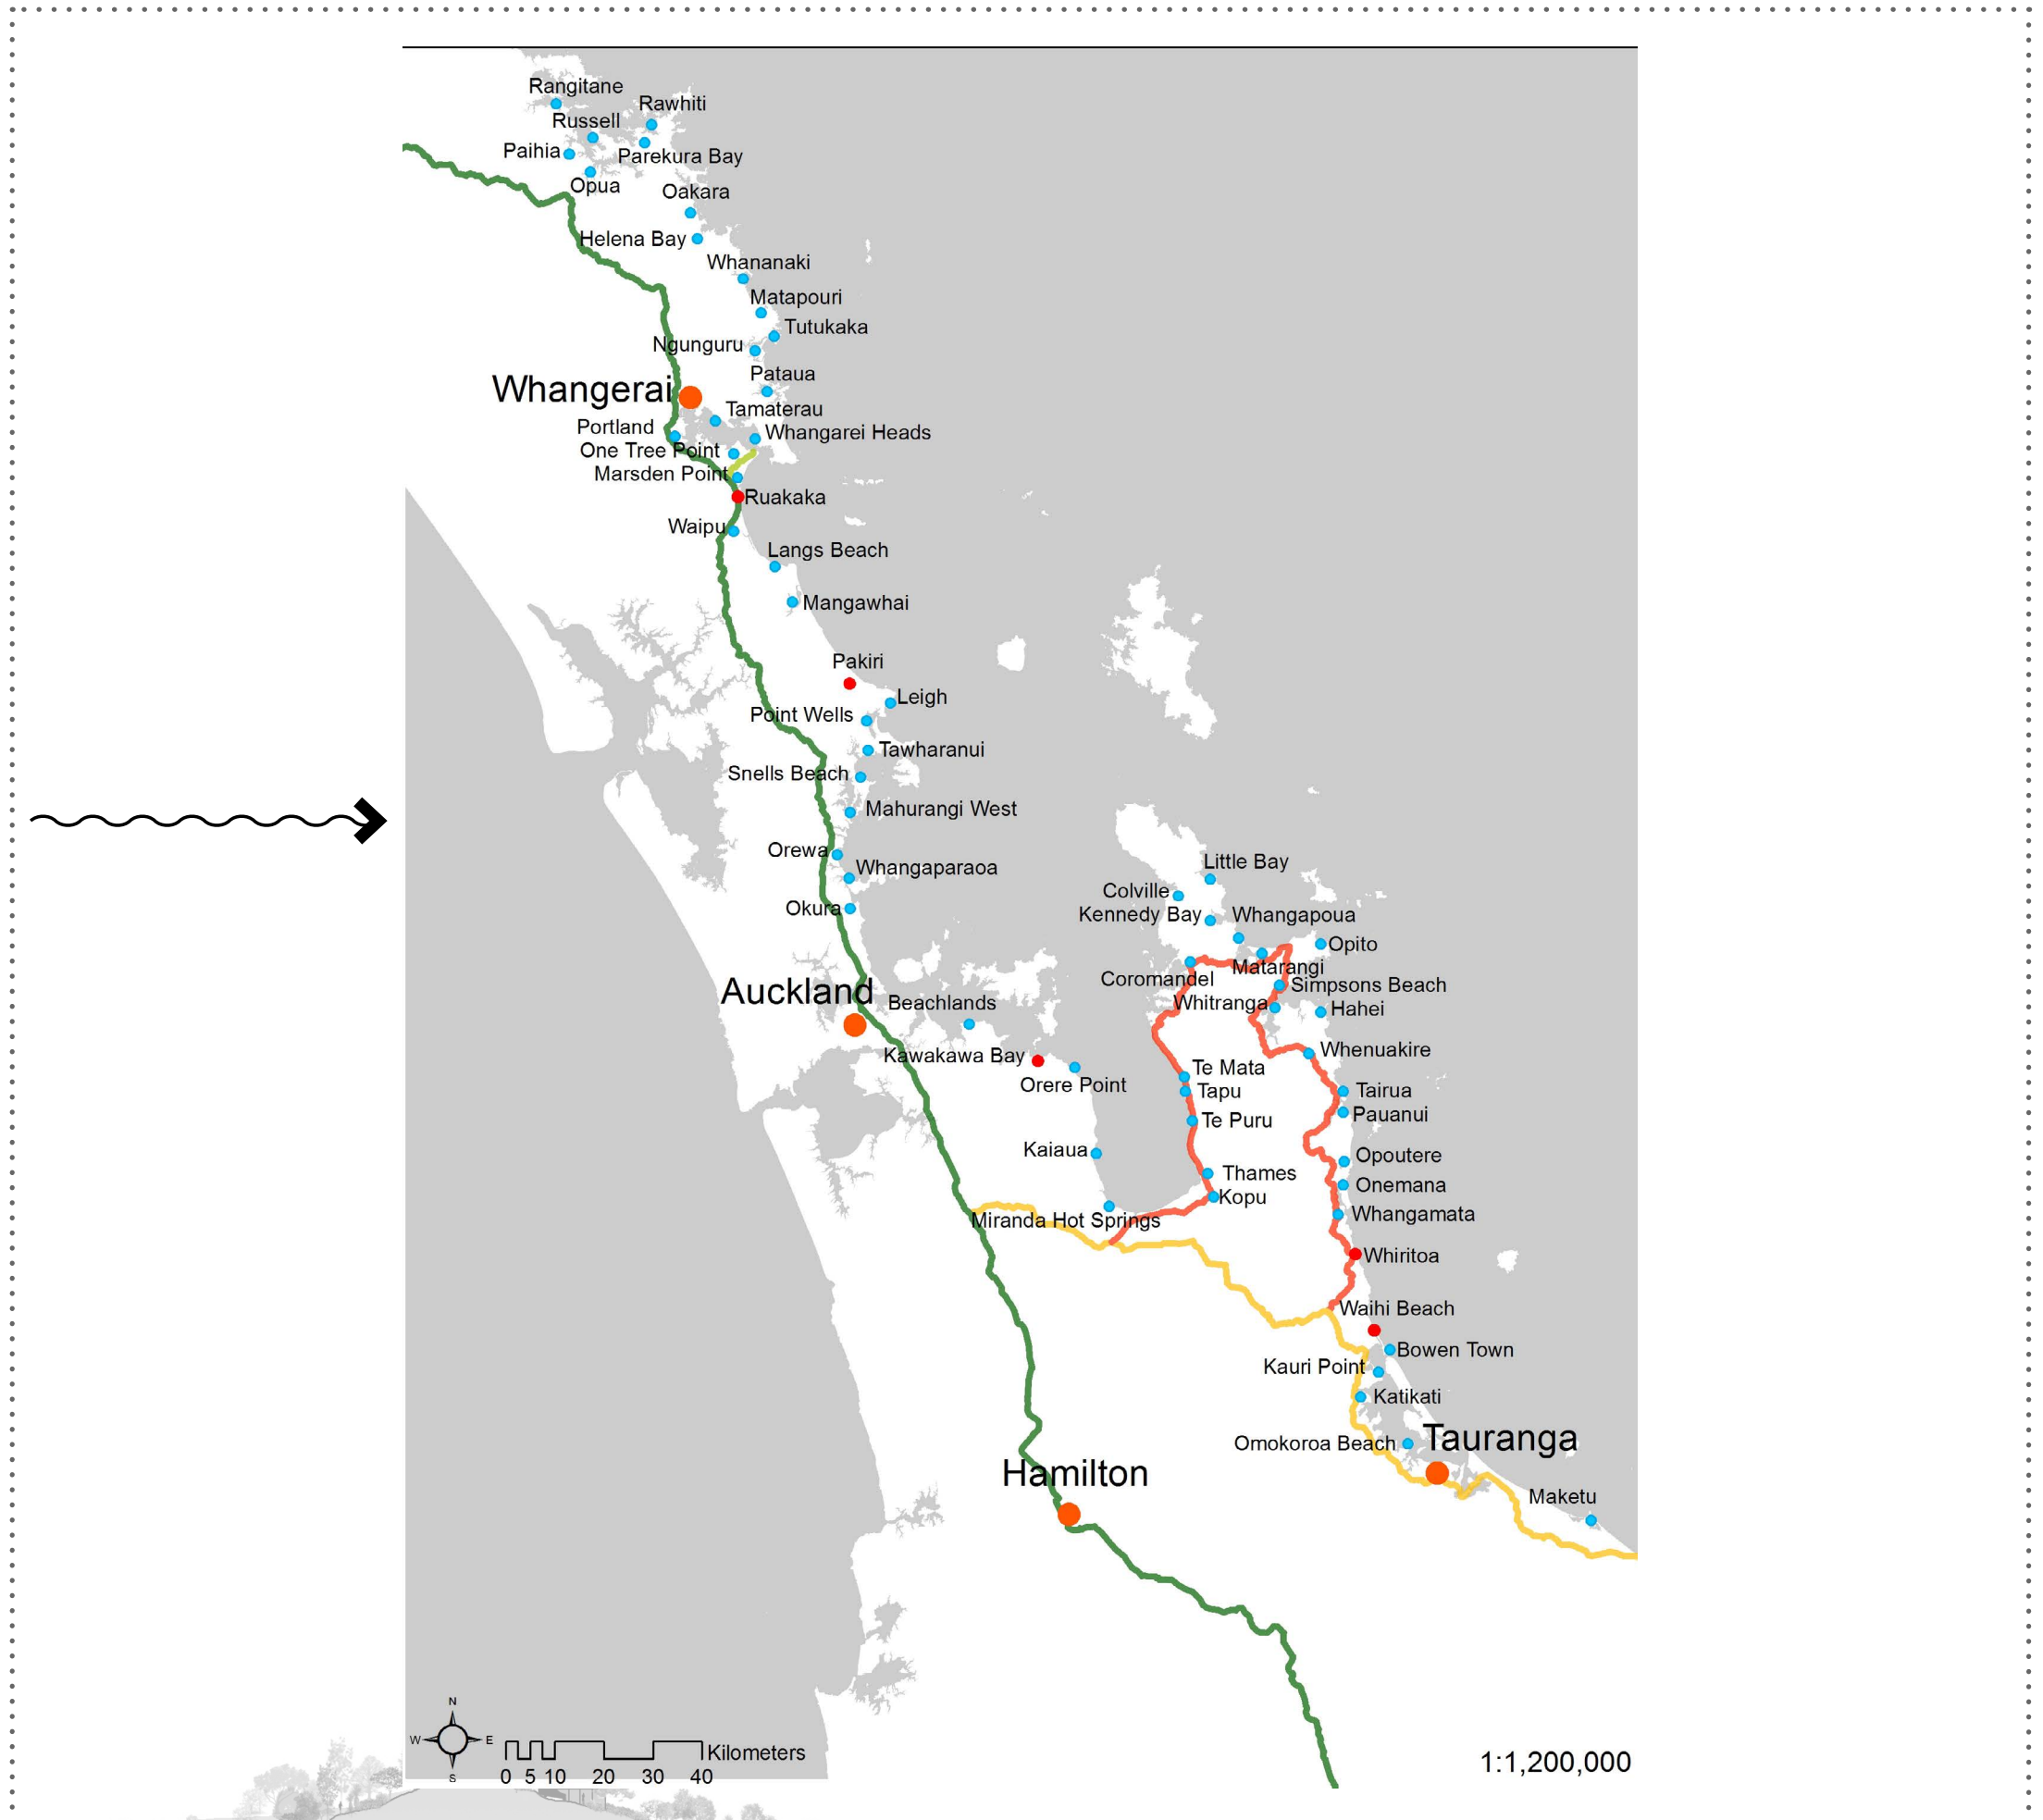 Rangitane
Rawhiti
Russell
Paihia
Parekura Bay
Opua
Oakara
Helena Bay
Whananaki
Matapouri
Tutukaka
Ngunguru
Pataua
Whangerai
Tamaterau
Portland
Whangarei Heads
One Tree Point
Marsden Point
Ruakaka
Waipu
Langs Beach
Mangawhai
Pakiri
Leigh
Point Wells
Tawharanui
Snells Beach
Mahurangi West
Orewa
Whangaparaoa
Little Bay
Colville
Okura
Kennedy Bay
Whangapoua
Opito
Matarangi
Coromandel
Simpsons Beach
Auckland
Beachlands
Whitranga
Hahei
Whenuakire
Kawakawa Bay
Te Mata
Orere Point
Tapu
Tairua
Pauanui
Te Puru
Kaiaua
Opoutere
Thames
Onemana
Kopu
Whangamata
Miranda Hot Springs
Whiritoa
Waihi Beach
Bowen Town
Kauri Point
Katikati
Tauranga
Omokoroa Beach
Hamilton
Maketu
N
W E
S
Kilometers
0 5 10 20 30 40
1:1,200,000